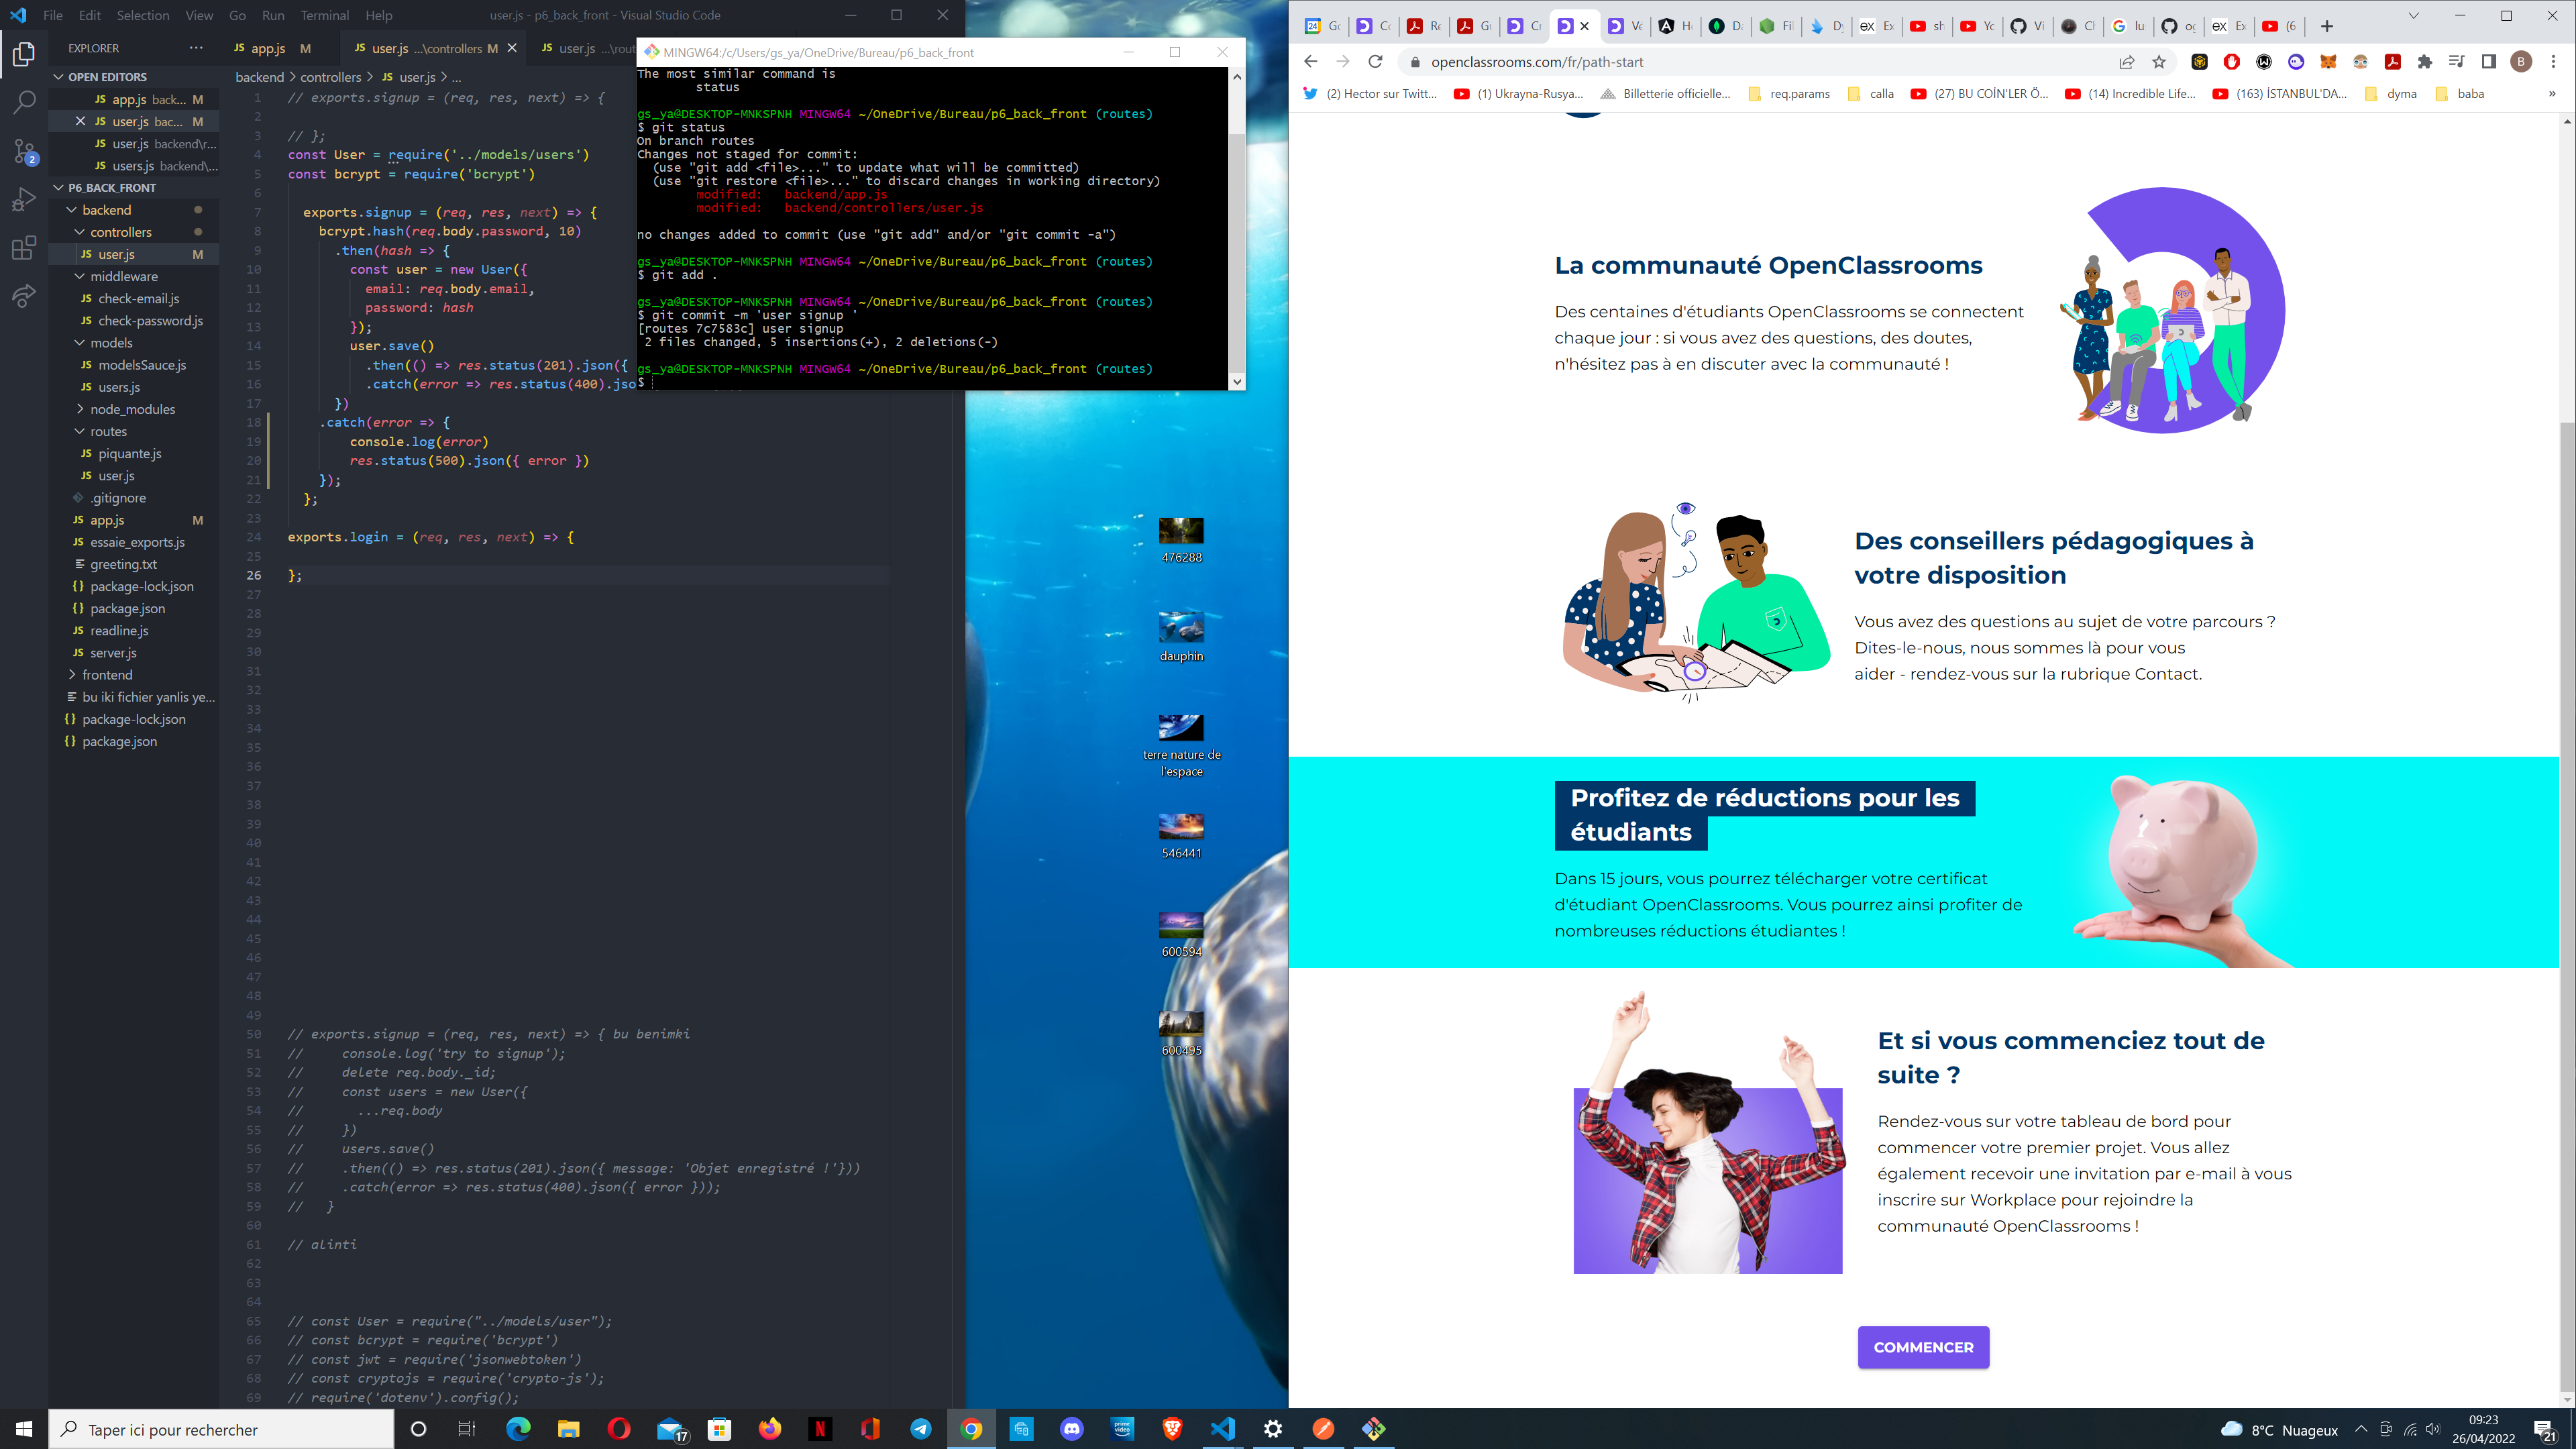 File Edit Selection View Go Run Terminal Help
user.js - p6_back_front - Visual Studio Code
EXPLORER
OPEN EDITORS
JS app.js back... M
JS user.js bac... M
JS user.js backend\r...
JS users.js backend\...
P6_BACK_FRONT
backend
controllers
JS user.js M
middleware
JS check-email.js
JS check-password.js
models
JS modelsSauce.js
JS users.js
node_modules
routes
JS piquante.js
JS user.js
.gitignore
JS app.js M
JS essaie_exports.js
greeting.txt
{} package-lock.json
{} package.json
JS readline.js
JS server.js
frontend
bu iki fichier yanlis ye...
{} package-lock.json
{} package.json
2
JS app.js M
JS user.js ...\controllers M
JS user.js ...\rout
backend > controllers > JS user.js > ...
1 // exports.signup = (req, res, next) => {
2
3 // };
4 const User = require('../models/users')
5 const bcrypt = require('bcrypt')
6
7 exports.signup = (req, res, next) => {
8 bcrypt.hash(req.body.password, 10)
9 .then(hash => {
10 const user = new User({
11 email: req.body.email,
12 password: hash
13 });
14 user.save()
15 .then(() => res.status(201).json({
16 .catch(error => res.status(400).jso
17 })
18 .catch(error => {
19 console.log(error)
20 res.status(500).json({ error })
21 });
22 };
23
24 exports.login = (req, res, next) => {
25
26 };
27
28
29
30
31
32
33
34
35
36
37
38
39
40
41
42
43
44
45
46
47
48
49
50 // exports.signup = (req, res, next) => { bu benimki
51 // console.log('try to signup');
52 // delete req.body._id;
53 // const users = new User({
54 // ...req.body
55 // })
56 // users.save()
57 // .then(() => res.status(201).json({ message: 'Objet enregistré !'}))
58 // .catch(error => res.status(400).json({ error }));
59 // }
60
61 // alinti
62
63
64
65 // const User = require("../models/user");
66 // const bcrypt = require('bcrypt')
67 // const jwt = require('jsonwebtoken')
68 // const cryptojs = require('crypto-js');
69 // require('dotenv').config();
MINGW64:/c/Users/gs_ya/OneDrive/Bureau/p6_back_front
The most similar command is
status
gs_ya@DESKTOP-MNKSPNH MINGW64 ~/OneDrive/Bureau/p6_back_front (routes)
$ git status
On branch routes
Changes not staged for commit:
(use "git add <file>..." to update what will be committed)
(use "git restore <file>..." to discard changes in working directory)
modified: backend/app.js
modified: backend/controllers/user.js
no changes added to commit (use "git add" and/or "git commit -a")
gs_ya@DESKTOP-MNKSPNH MINGW64 ~/OneDrive/Bureau/p6_back_front (routes)
$ git add .
gs_ya@DESKTOP-MNKSPNH MINGW64 ~/OneDrive/Bureau/p6_back_front (routes)
$ git commit -m 'user signup '
[routes 7c7583c] user signup
2 files changed, 5 insertions(+), 2 deletions(-)
gs_ya@DESKTOP-MNKSPNH MINGW64 ~/OneDrive/Bureau/p6_back_front (routes)
$
476288
dauphin
terre nature de
l'espace
546441
600594
600495
openclassrooms.com/fr/path-start
(2) Hector sur Twitt... (1) Ukrayna-Rusya... Billetterie officielle... req.params calla (27) BU COİN'LER Ö... (14) Incredible Life... (163) İSTANBUL'DA... dyma baba »
La communauté OpenClassrooms
Des centaines d'étudiants OpenClassrooms se connectent
chaque jour : si vous avez des questions, des doutes,
n'hésitez pas à en discuter avec la communauté !
Des conseillers pédagogiques à
votre disposition
Vous avez des questions au sujet de votre parcours ?
Dites-le-nous, nous sommes là pour vous
aider - rendez-vous sur la rubrique Contact.
Profitez de réductions pour les
étudiants
Dans 15 jours, vous pourrez télécharger votre certificat
d'étudiant OpenClassrooms. Vous pourrez ainsi profiter de
nombreuses réductions étudiantes !
Et si vous commenciez tout de
suite ?
Rendez-vous sur votre tableau de bord pour
commencer votre premier projet. Vous allez
également recevoir une invitation par e-mail à vous
inscrire sur Workplace pour rejoindre la
communauté OpenClassrooms !
COMMENCER
Taper ici pour rechercher
17
8°C Nuageux
09:23
26/04/2022
21